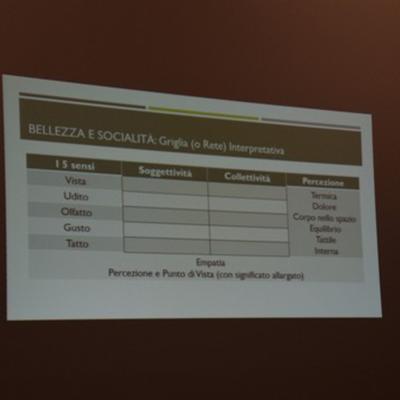 BELLEZZA E SOCIALITÀ: Griglia (o Rete) Interpretativa
I 5 sensi Soggettività Collettività Percezione
Vista
Udito
Olfatto
Gusto
Tatto
Termica
Dolore
Corpo nello spazio
Equilibrio
Tattile
Interna
Empatia
Percezione e Punto di Vista (con significato allargato)